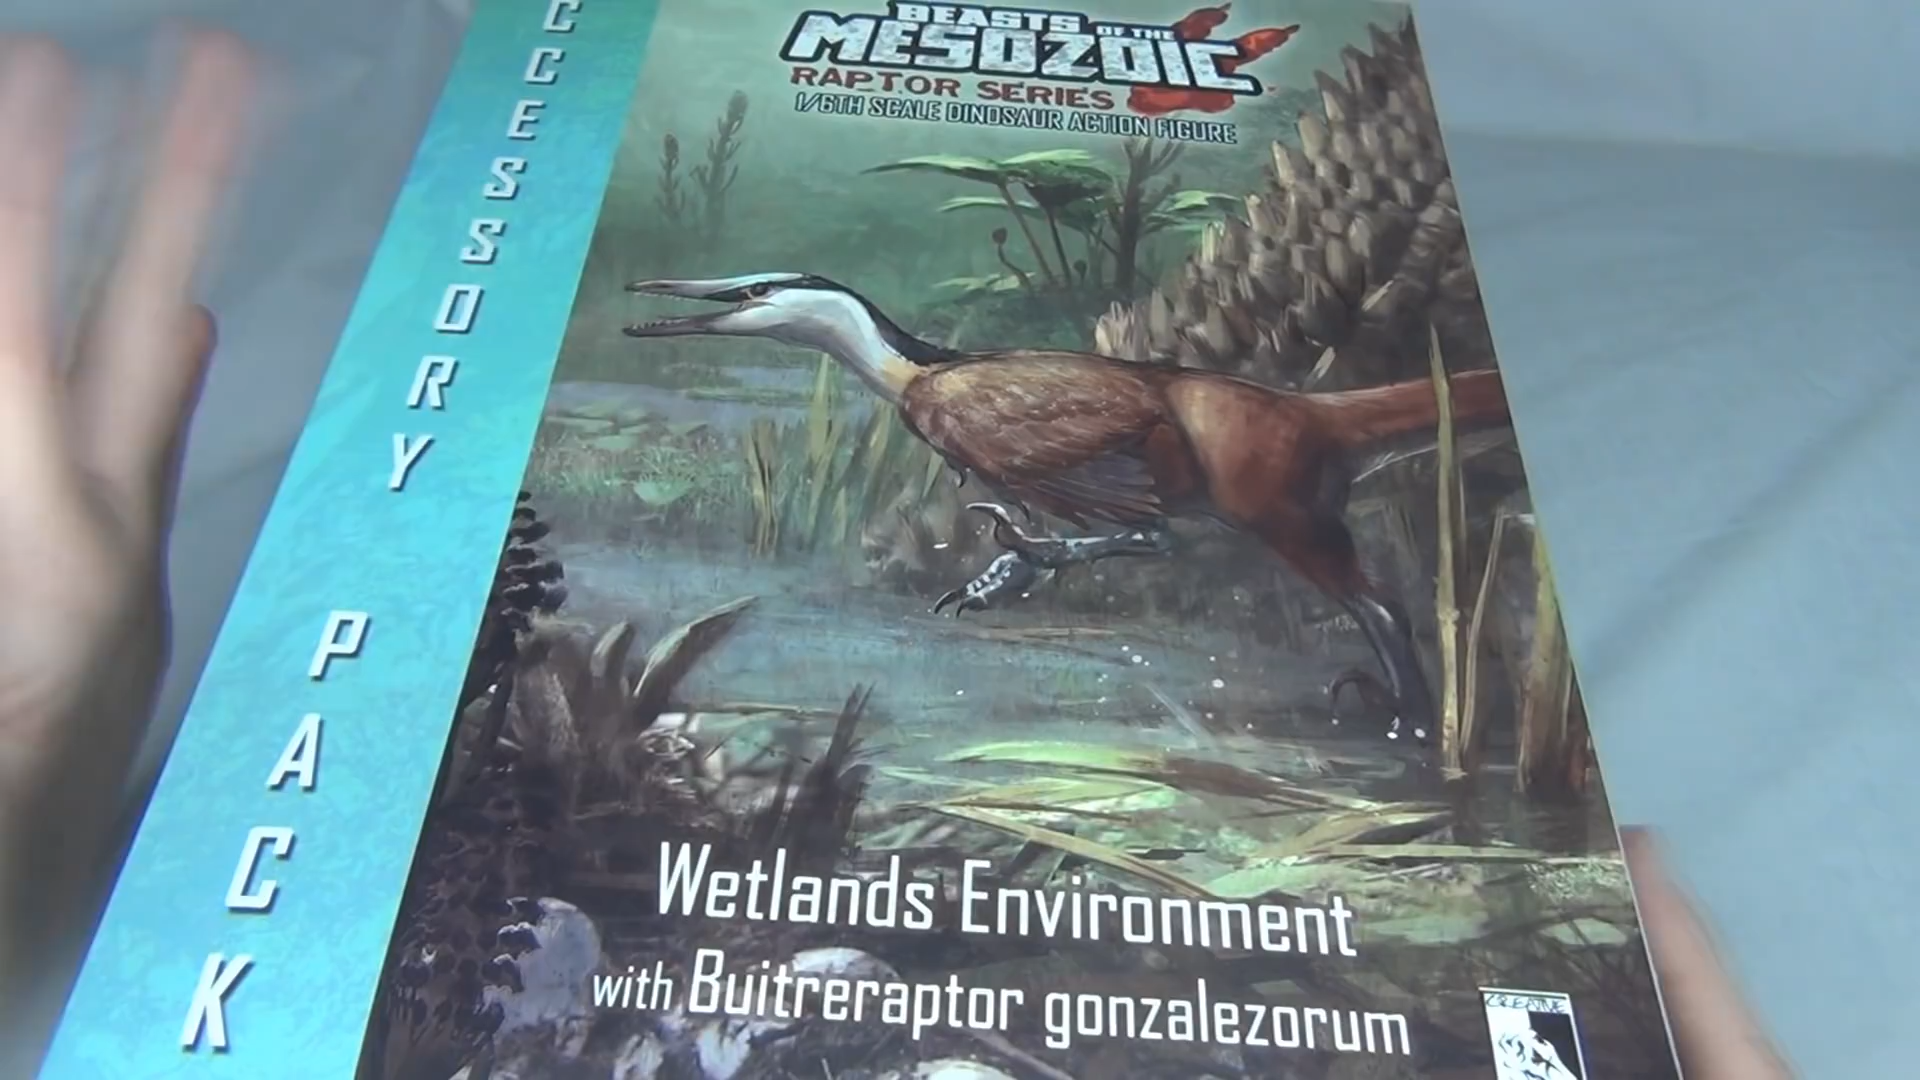 CCESSORY PACK
BEASTS OF THE
MESOZOIC
RAPTOR SERIES
1/6TH SCALE DINOSAUR ACTION FIGURE
Wetlands Environment
with Buitreraptor gonzalezorum
CREATIVE